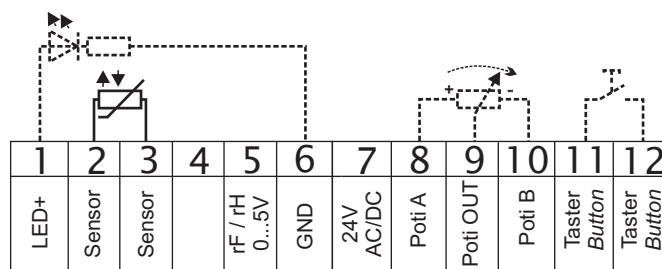 + -
1 2 3 4 5 6 7 8 9 10 11 12
LED+
Sensor
Sensor
rF / rH
0...5V
GND
24V
AC/DC
Poti A
Poti OUT
Poti B
Taster
Button
Taster
Button